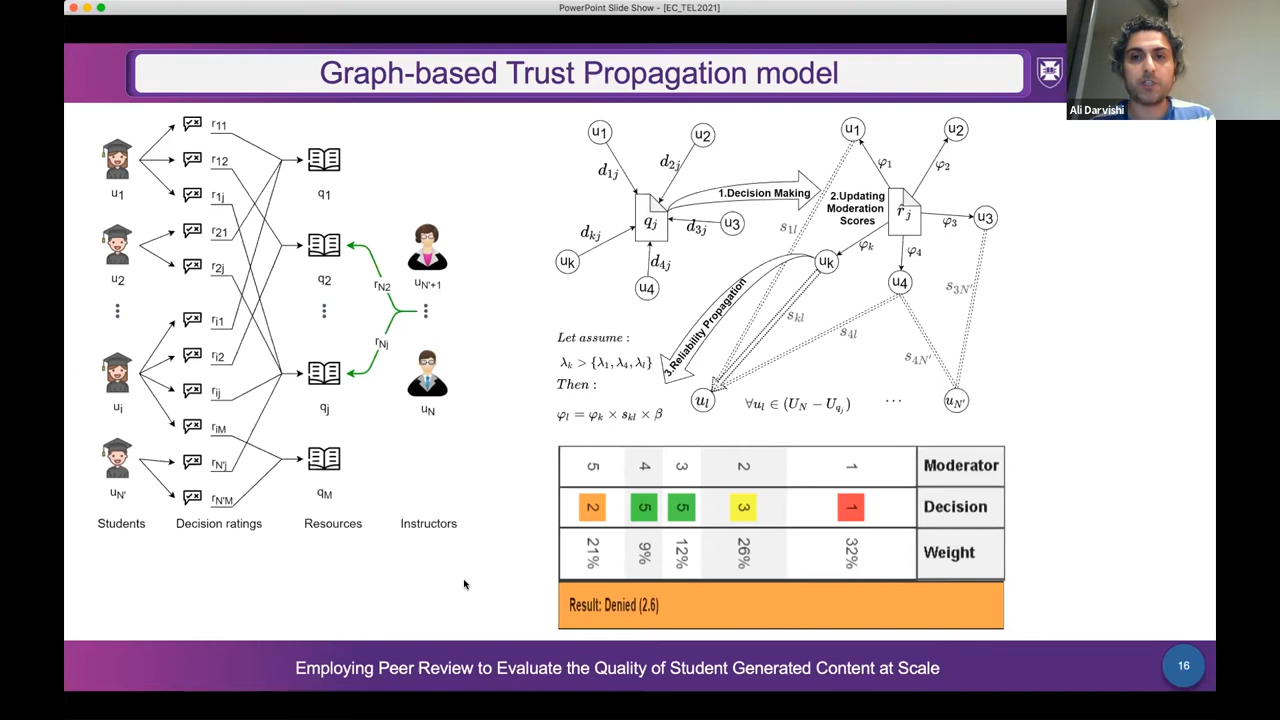 PowerPoint Slide Show - [EC_TEL2021]
Graph-based Trust Propagation model
Ali Darvishi
r11
r12
r1j
u1
r21
r2j
u2
ri1
ri2
rij
riM
ui
rN'j
rN'M
uN'
q1
q2
qj
qM
rN2
rNj
uN'+1
uN
Students
Decision ratings
Resources
Instructors
u1
u2
d1j
d2j
qj
d3j
u3
dkj
uk
d4j
u4
1.Decision Making
2.Updating
Moderation
Scores
3.Reliability Propagation
u1
u2
φ1
φ2
r̂j
φ3
u3
φk
φ4
uk
u4
s1l
skl
s4l
s3N'
s4N'
ul
uN'
Let assume :
λk > {λ1, λ4, λl}
Then :
φl = φk × skl × β
∀ul ∈ (UN − Uqj)
...
5 4 3 2 1 Moderator
2 5 5 3 1 Decision
21% 9% 12% 26% 32% Weight
Result: Denied (2.6)
Employing Peer Review to Evaluate the Quality of Student Generated Content at Scale
16